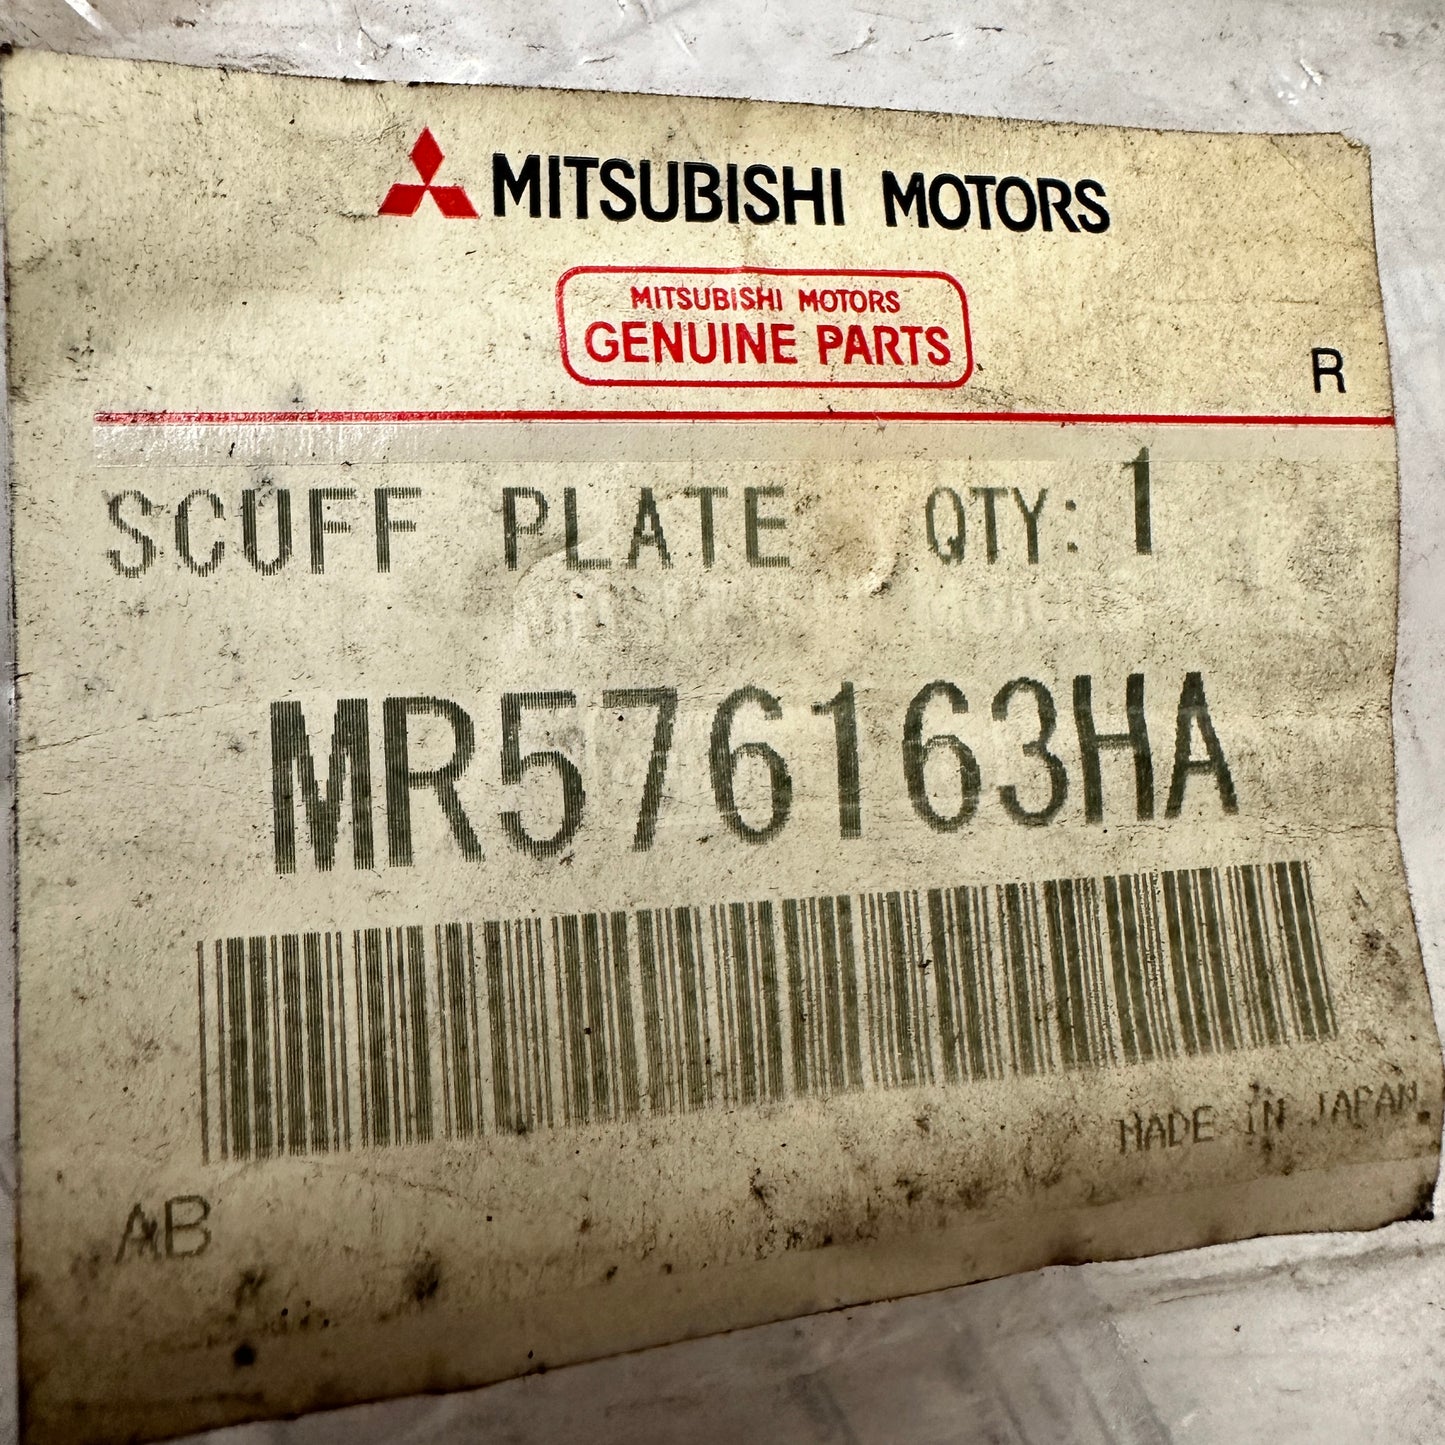 MITSUBISHI MOTORS
MITSUBISHI MOTORS
GENUINE PARTS
R
SCUFF PLATE QTY: 1
MR576163HA
MADE IN JAPAN
AB